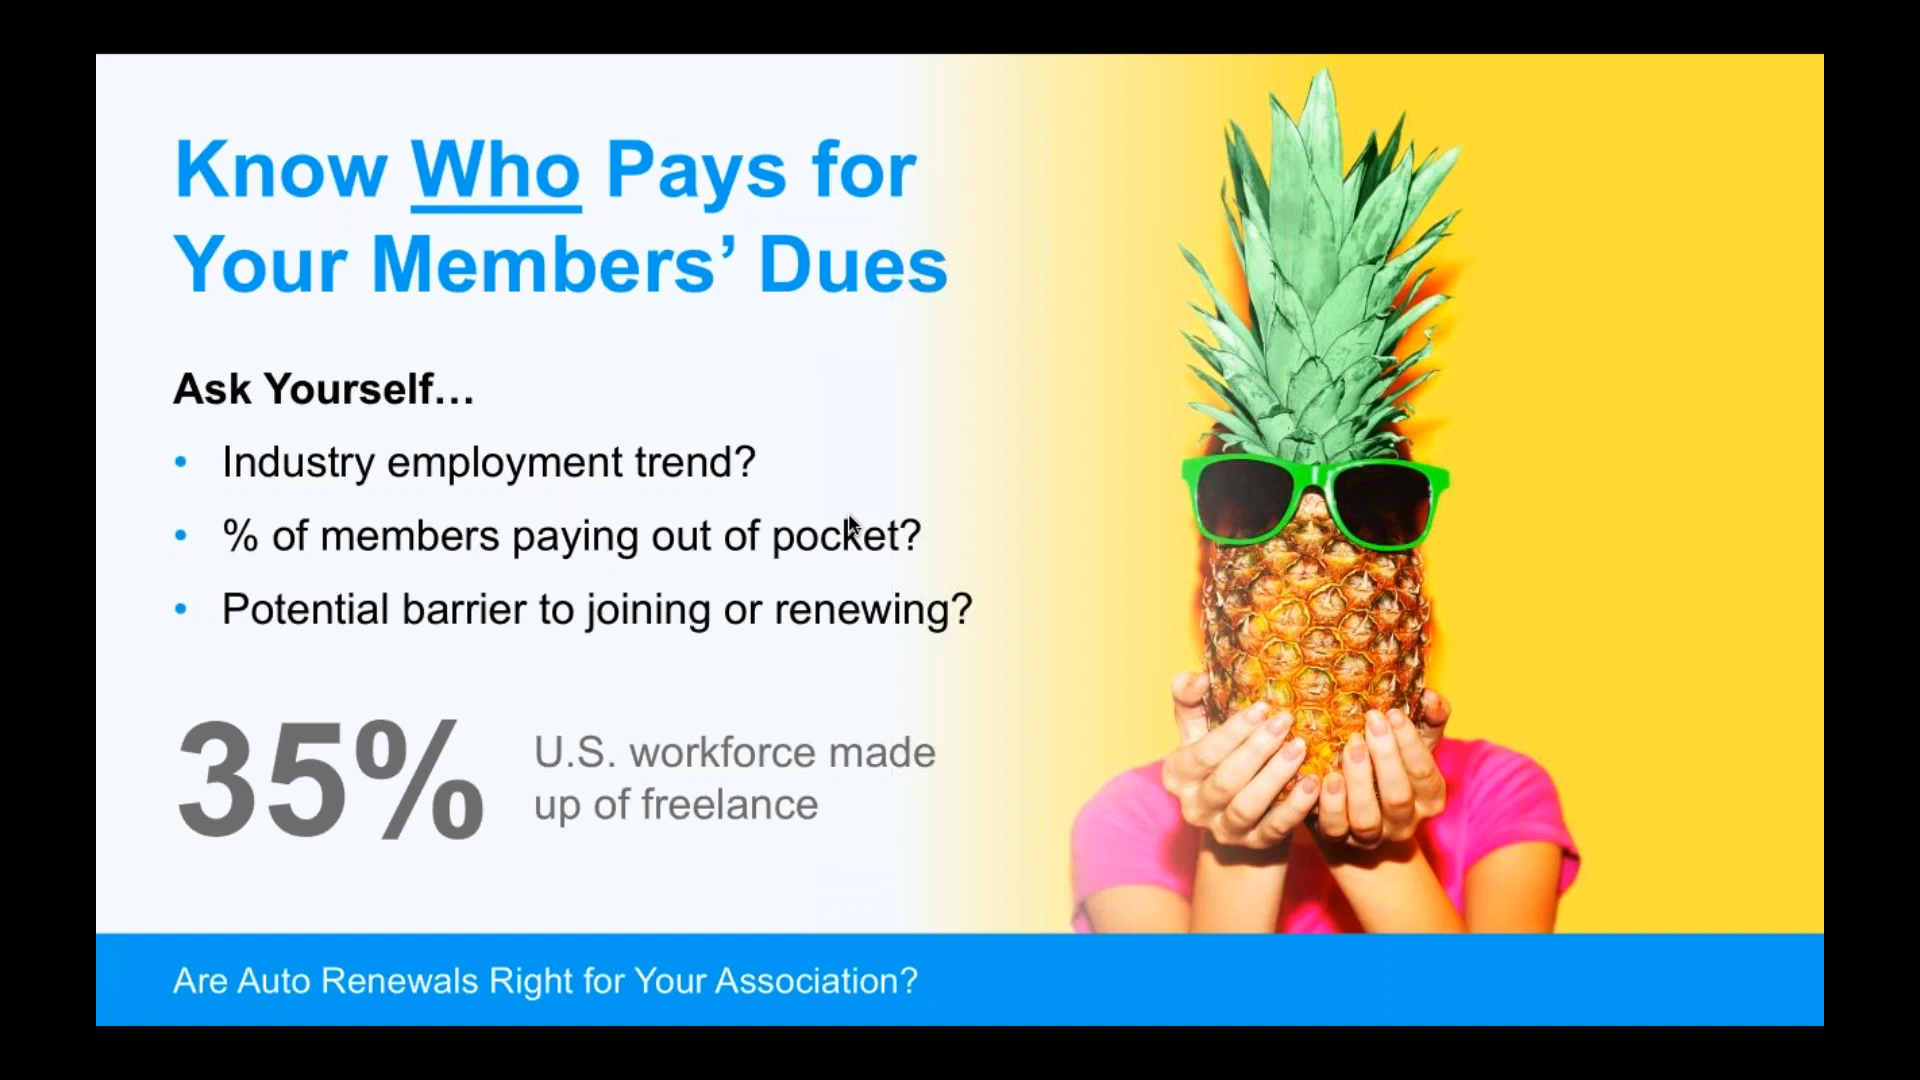 Know Who Pays for
Your Members’ Dues
Ask Yourself…
• Industry employment trend?
• % of members paying out of pocket?
• Potential barrier to joining or renewing?
35%
U.S. workforce made
up of freelance
Are Auto Renewals Right for Your Association?